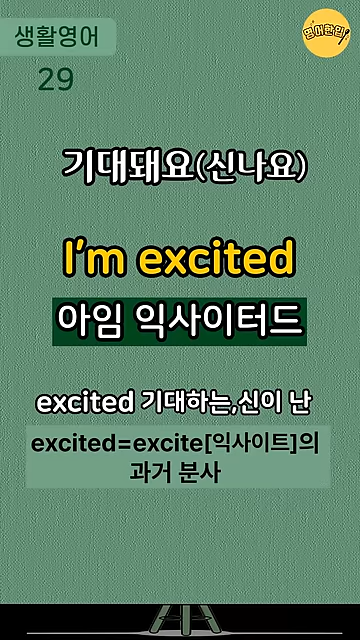 생활영어
영어한입
29
기대돼요(신나요)
I'm excited
아임 익사이터드
excited 기대하는,신이 난
excited=excite[익사이트]의
과거 분사